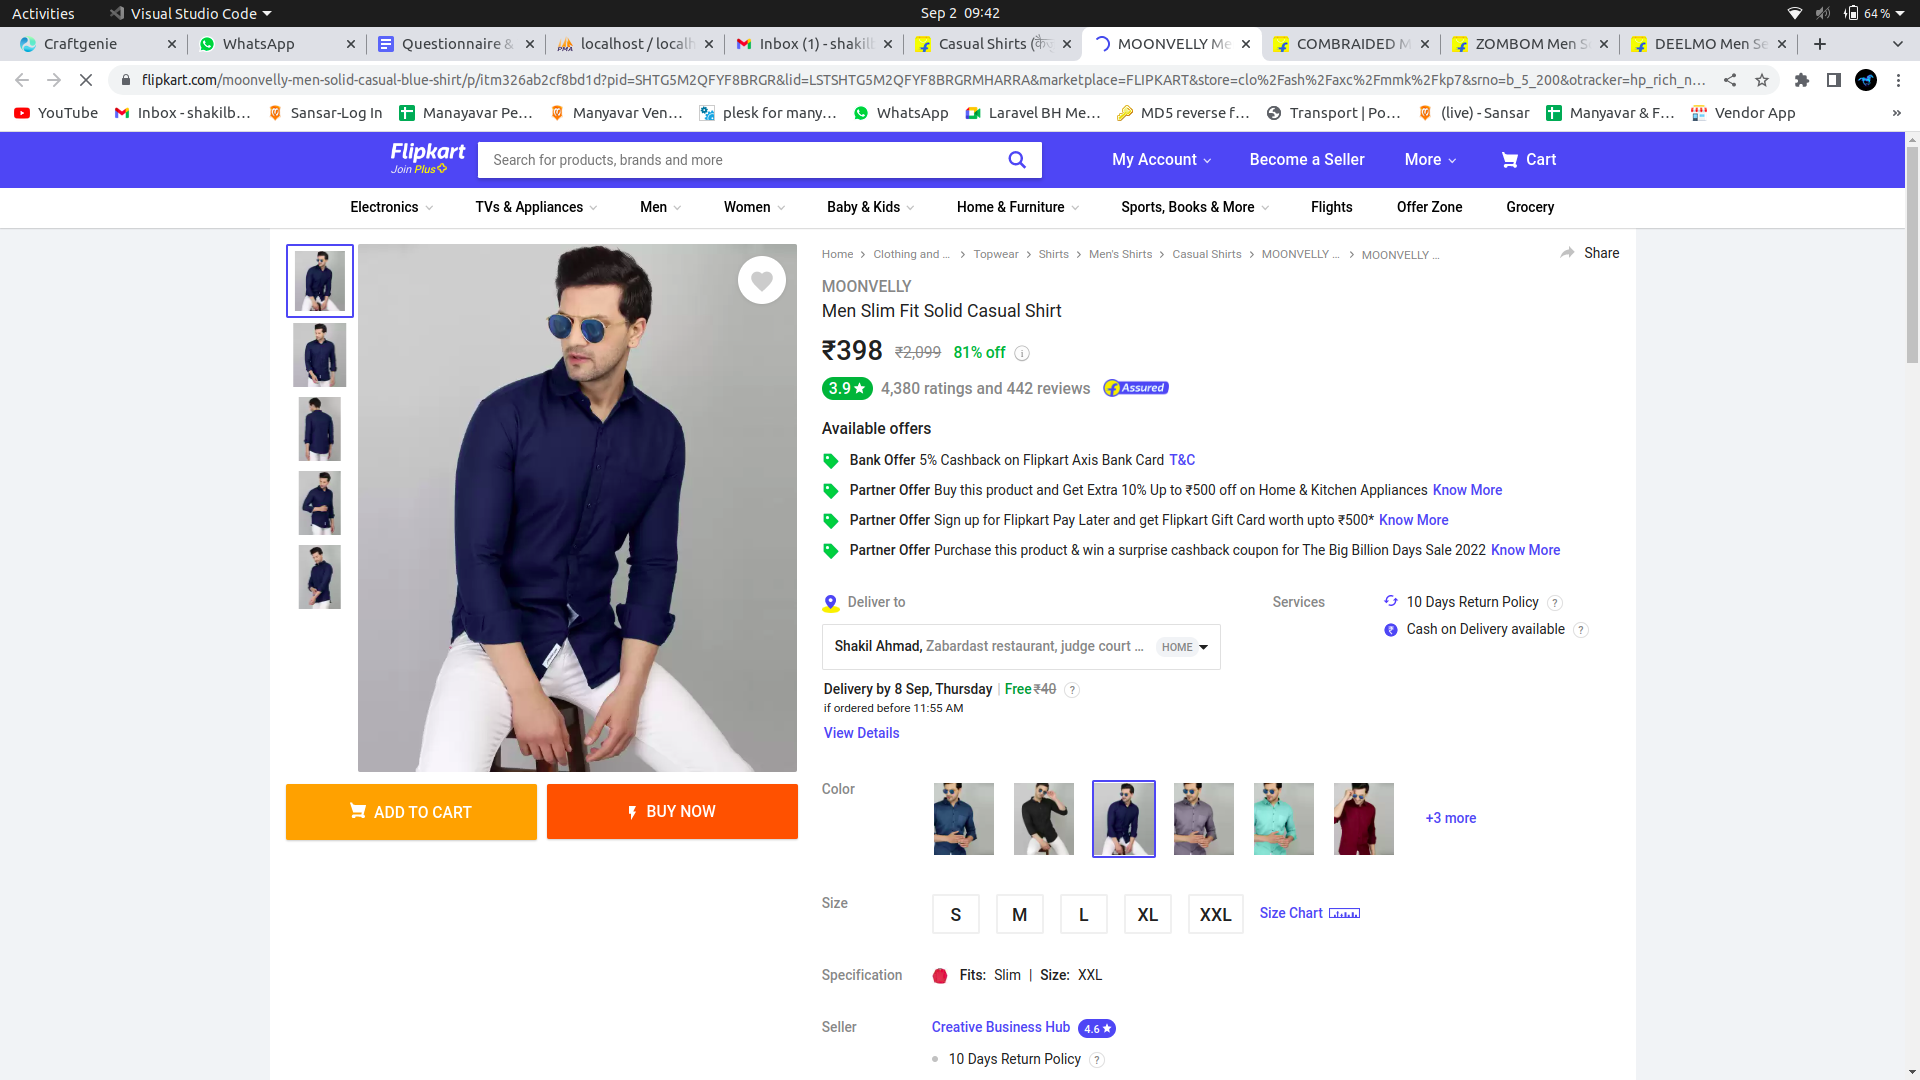 Activities
Visual Studio Code
Sep 2 09:42
64 %
Craftgenie
WhatsApp
Questionnaire &
localhost / localh
Inbox (1) - shakilb
Casual Shirts (
MOONVELLY Me
COMBRAIDED M
ZOMBOM Men S
DEELMO Men Se
flipkart.com/moonvelly-men-solid-casual-blue-shirt/p/itm326ab2cf8bd1d?pid=SHTG5M2QFYF8BRGR&lid=LSTSHTG5M2QFYF8BRGRMHARRA&marketplace=FLIPKART&store=clo%2Fash%2Faxc%2Fmmk%2Fkp7&srno=b_5_200&otracker=hp_rich_n...
YouTube
Inbox - shakilb...
Sansar-Log In
Manayavar Pe...
Manyavar Ven...
plesk for many...
WhatsApp
Laravel BH Me...
MD5 reverse f...
Transport | Po...
(live) - Sansar
Manyavar & F...
Vendor App
»
Flipkart
Join Plus
Search for products, brands and more
My Account
Become a Seller
More
Cart
Electronics
TVs & Appliances
Men
Women
Baby & Kids
Home & Furniture
Sports, Books & More
Flights
Offer Zone
Grocery
Home > Clothing and ... > Topwear > Shirts > Men's Shirts > Casual Shirts > MOONVELLY ... > MOONVELLY ...
Share
MOONVELLY
Men Slim Fit Solid Casual Shirt
₹398 ₹2,099 81% off
3.9★ 4,380 ratings and 442 reviews Assured
Available offers
Bank Offer 5% Cashback on Flipkart Axis Bank Card T&C
Partner Offer Buy this product and Get Extra 10% Up to ₹500 off on Home & Kitchen Appliances Know More
Partner Offer Sign up for Flipkart Pay Later and get Flipkart Gift Card worth upto ₹500* Know More
Partner Offer Purchase this product & win a surprise cashback coupon for The Big Billion Days Sale 2022 Know More
Deliver to
Shakil Ahmad, Zabardast restaurant, judge court ... HOME
Delivery by 8 Sep, Thursday | Free ₹40 ?
if ordered before 11:55 AM
View Details
Services
10 Days Return Policy ?
Cash on Delivery available ?
ADD TO CART
BUY NOW
Color
+3 more
Size
S
M
L
XL
XXL
Size Chart
Specification
Fits: Slim | Size: XXL
Seller
Creative Business Hub 4.6★
10 Days Return Policy ?